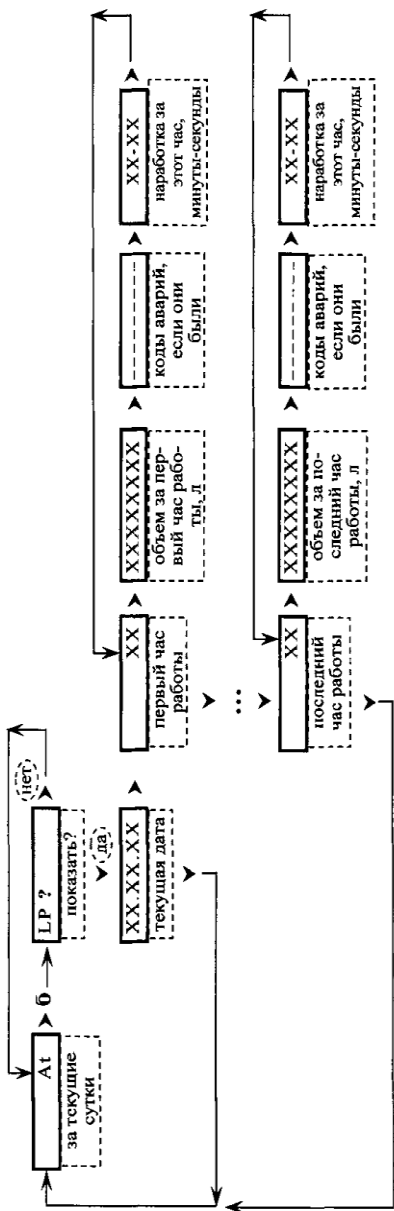 At
за текущие
сутки
б
LP ?
показать?
нет
да
XX.XX.XX
текущая дата
XX
первый час
работы
XXXXXXXXX
объем за пер-
вый час рабо-
ты, л
коды аварий,
если они
были
XX-XX
наработка за
этот час,
минуты-секунды
...
XX
последний
час работы
XXXXXXXXX
объем за по-
следний час
работы, л
коды аварий,
если они
были
XX-XX
наработка за
этот час,
минуты-секунды